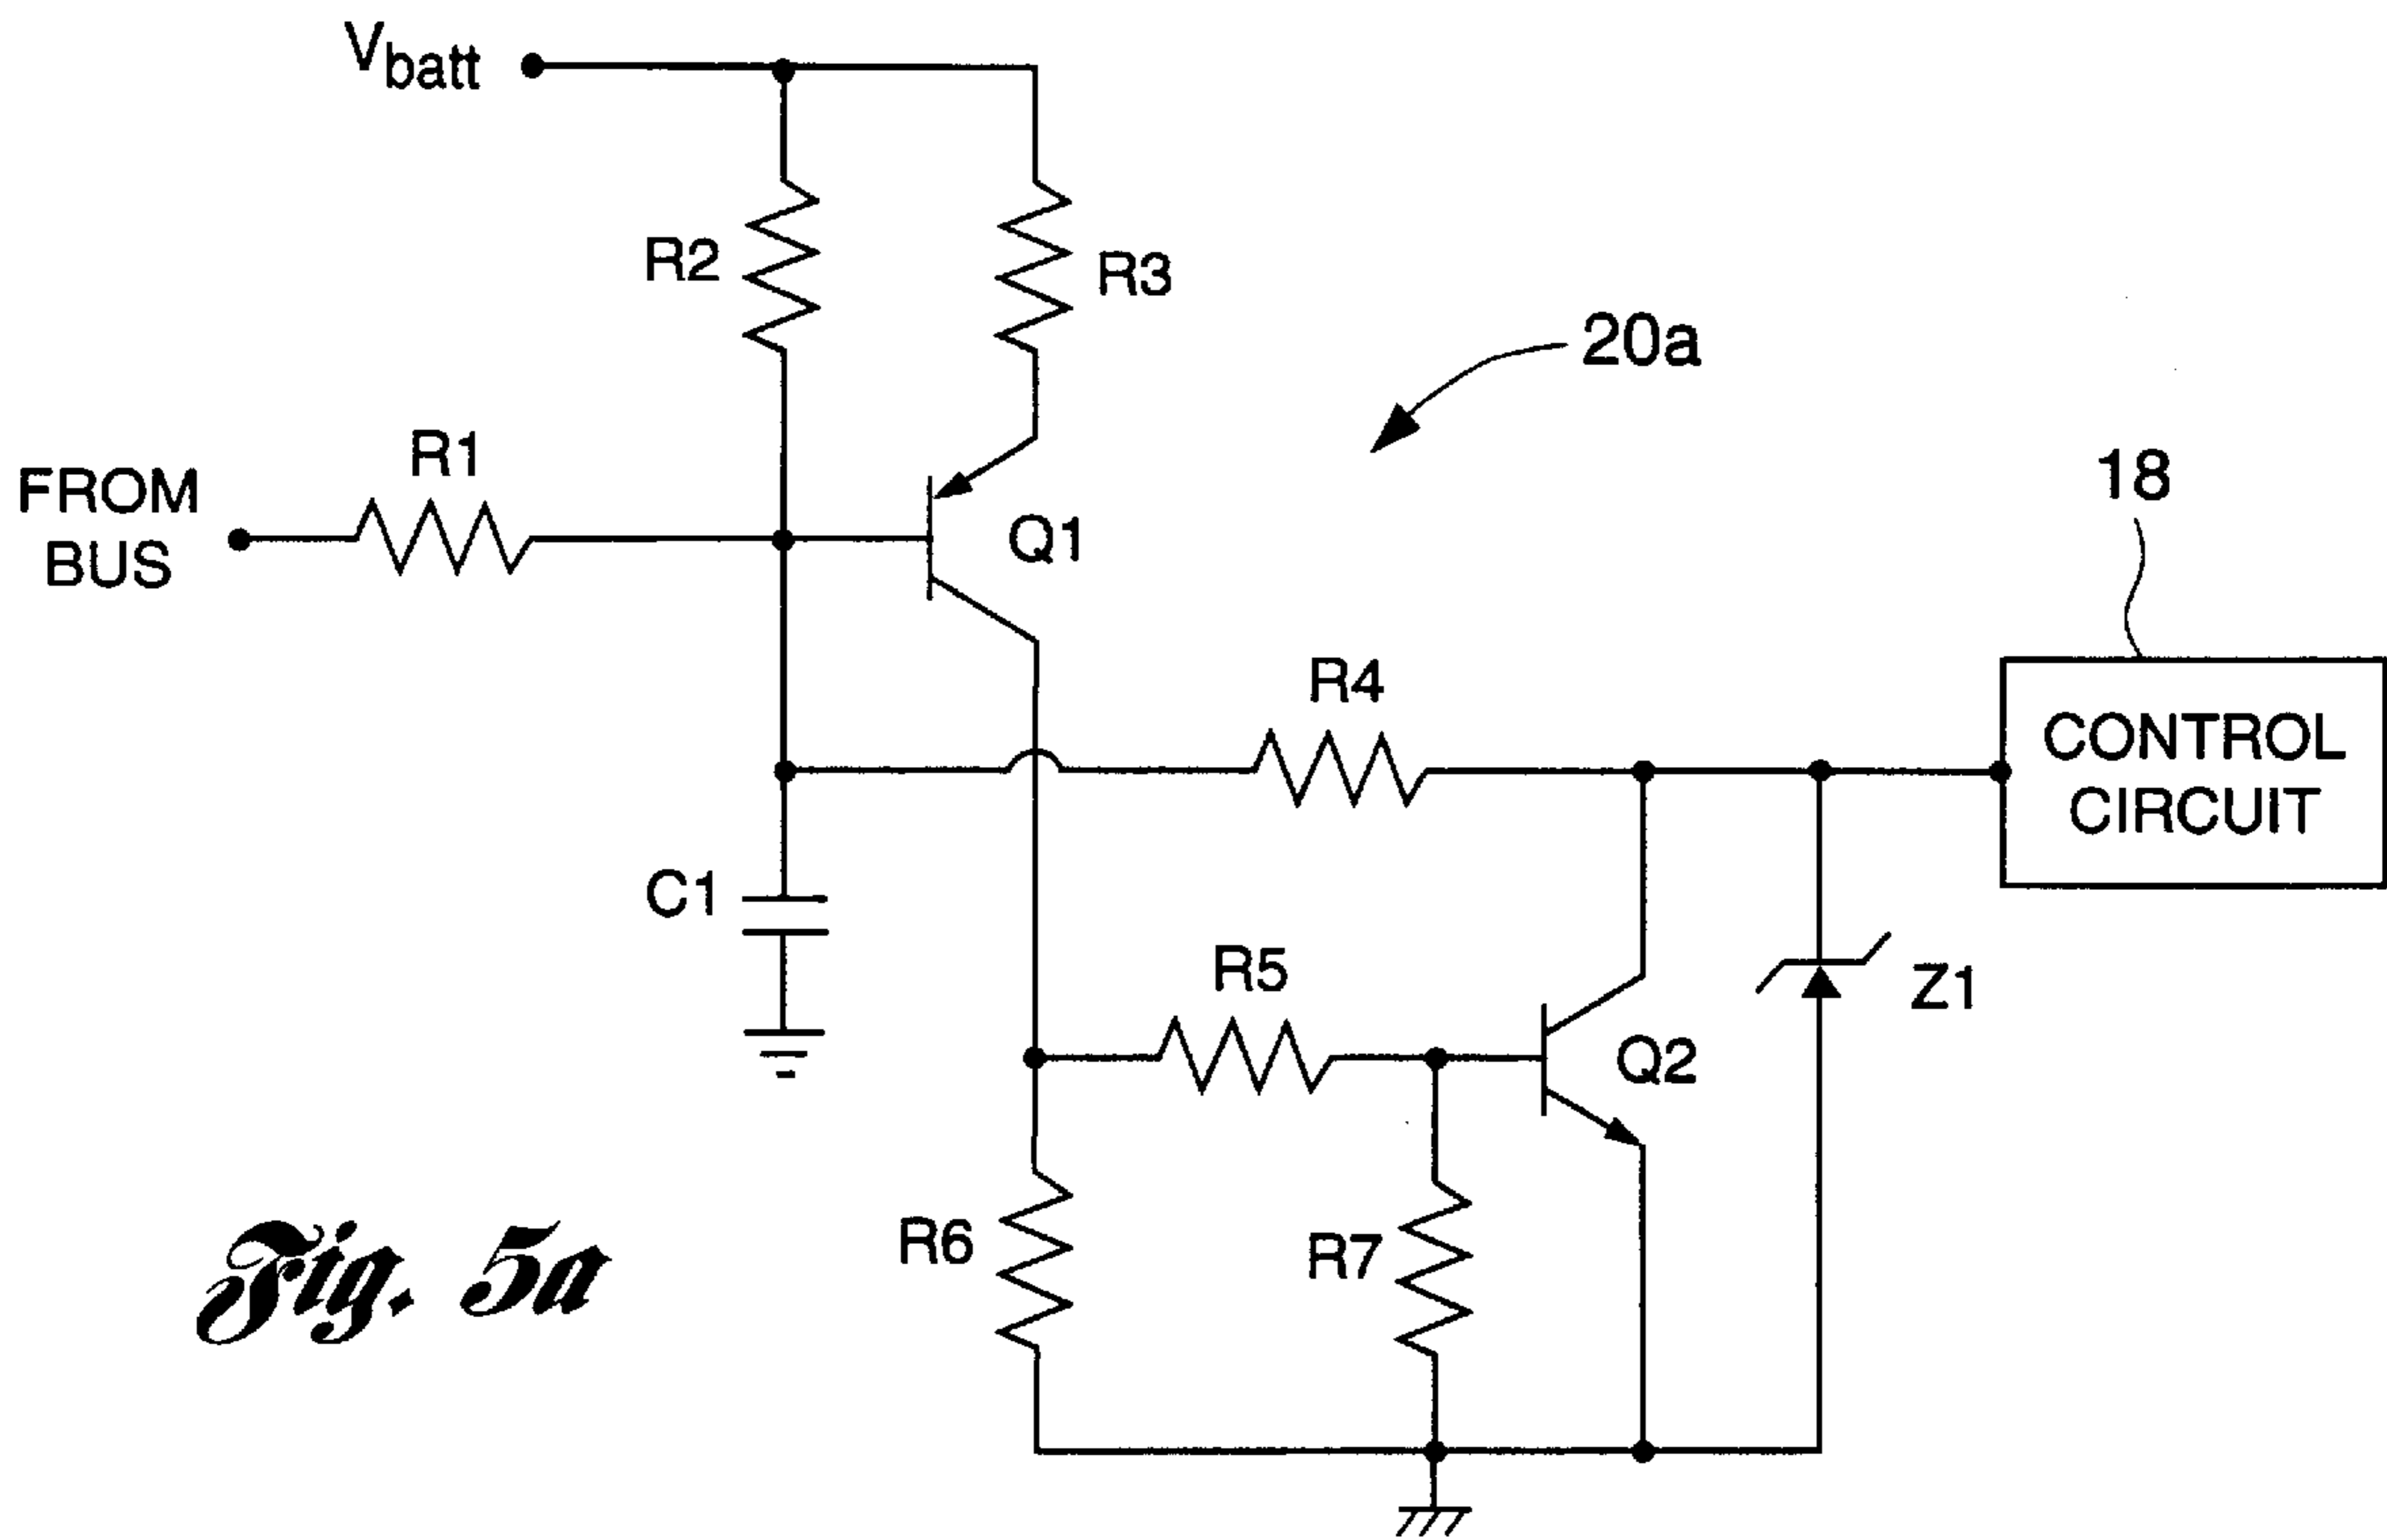 Vbatt
R2
R3
20a
FROM
BUS
R1
Q1
18
R4
CONTROL
CIRCUIT
C1
R5
Z1
Q2
R6
R7
Fig. 5a